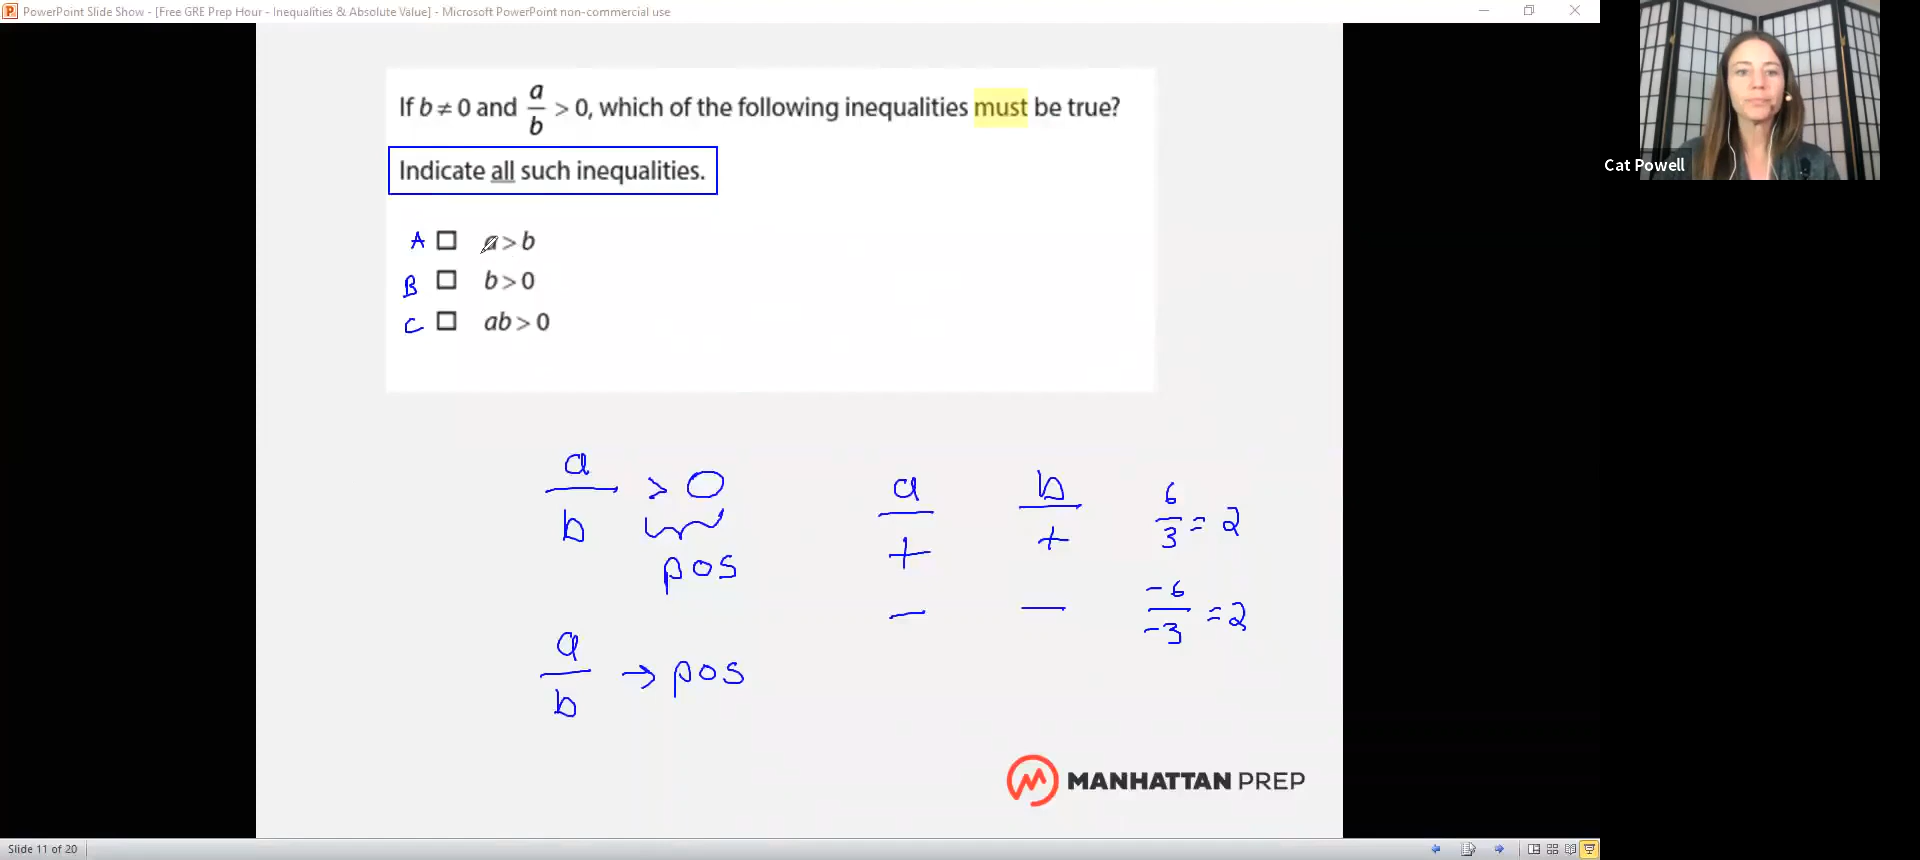 PowerPoint Slide Show - [Free GRE Prep Hour - Inequalities & Absolute Value] - Microsoft PowerPoint non-commercial use
Cat Powell
If b ≠ 0 and a/b > 0, which of the following inequalities must be true?
Indicate all such inequalities.
A □ a > b
B □ b > 0
C □ ab > 0
a/b > 0
pos
a/b → pos
a b
+ + 6/3 = 2
— — -6/-3 = 2
MANHATTAN PREP
Slide 11 of 20